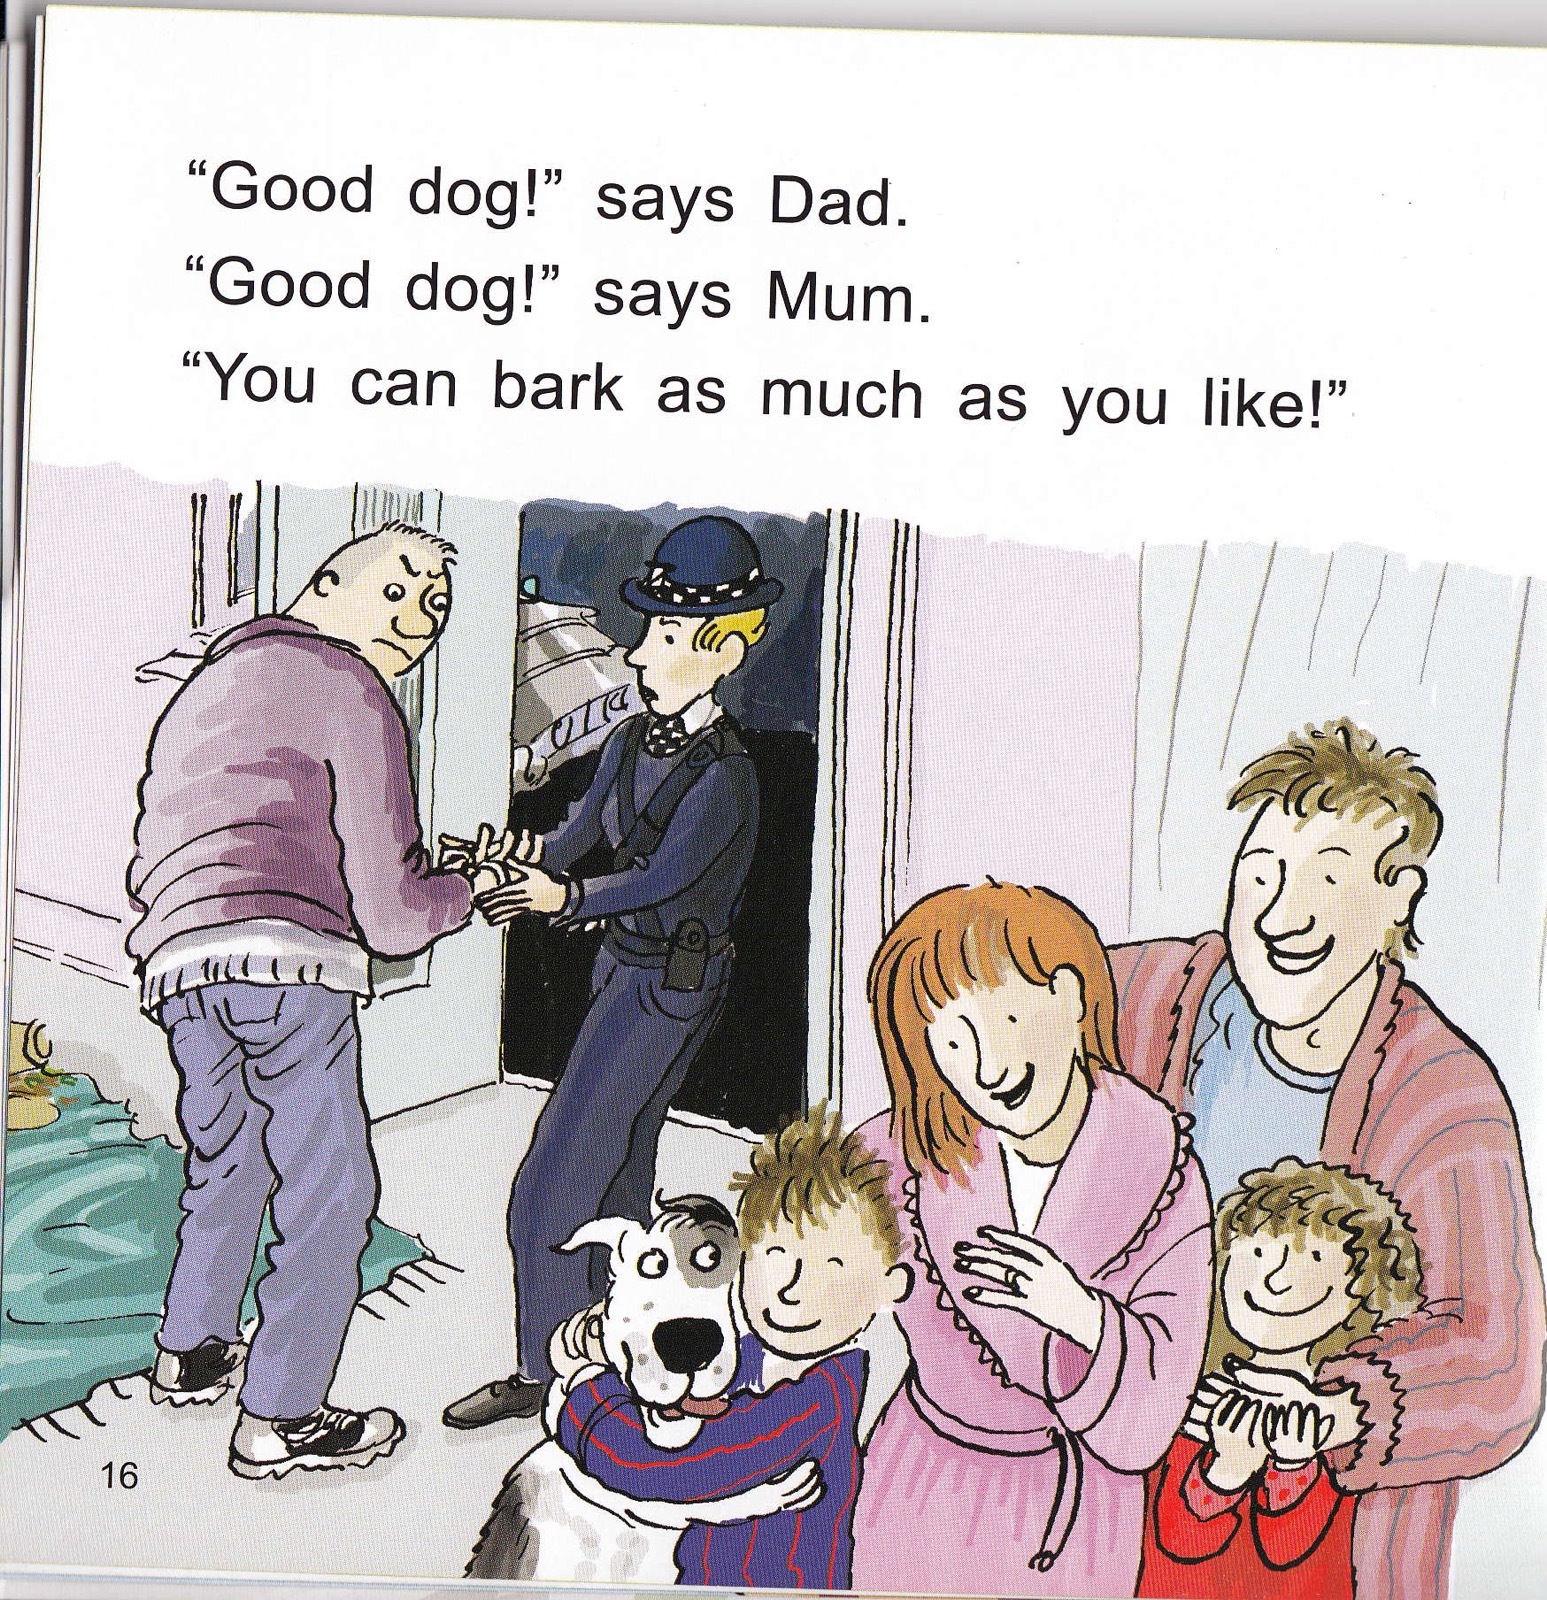 “Good dog!” says Dad.
“Good dog!” says Mum.
“You can bark as much as you like!”
16